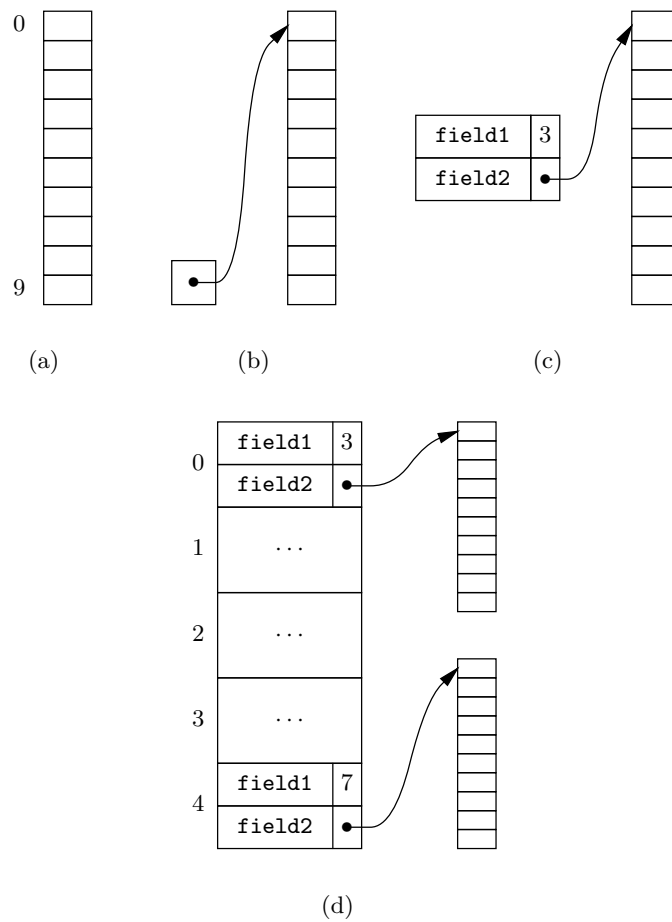 0
9
field1 3
field2
(a)
(b)
(c)
0
field1 3
field2
1
...
2
...
3
...
4
field1 7
field2
(d)